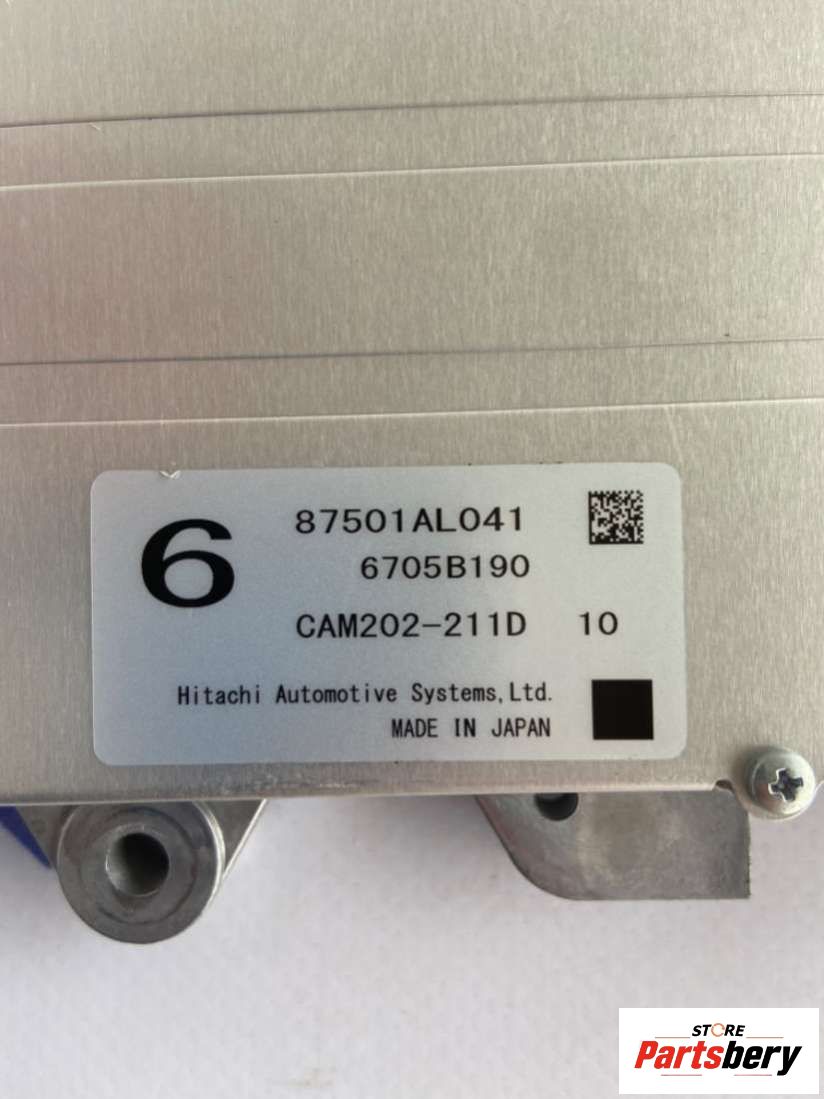 6
87501AL041
6705B190
CAM202-211D 10
Hitachi Automotive Systems,Ltd.
MADE IN JAPAN
STORE
Partsbery